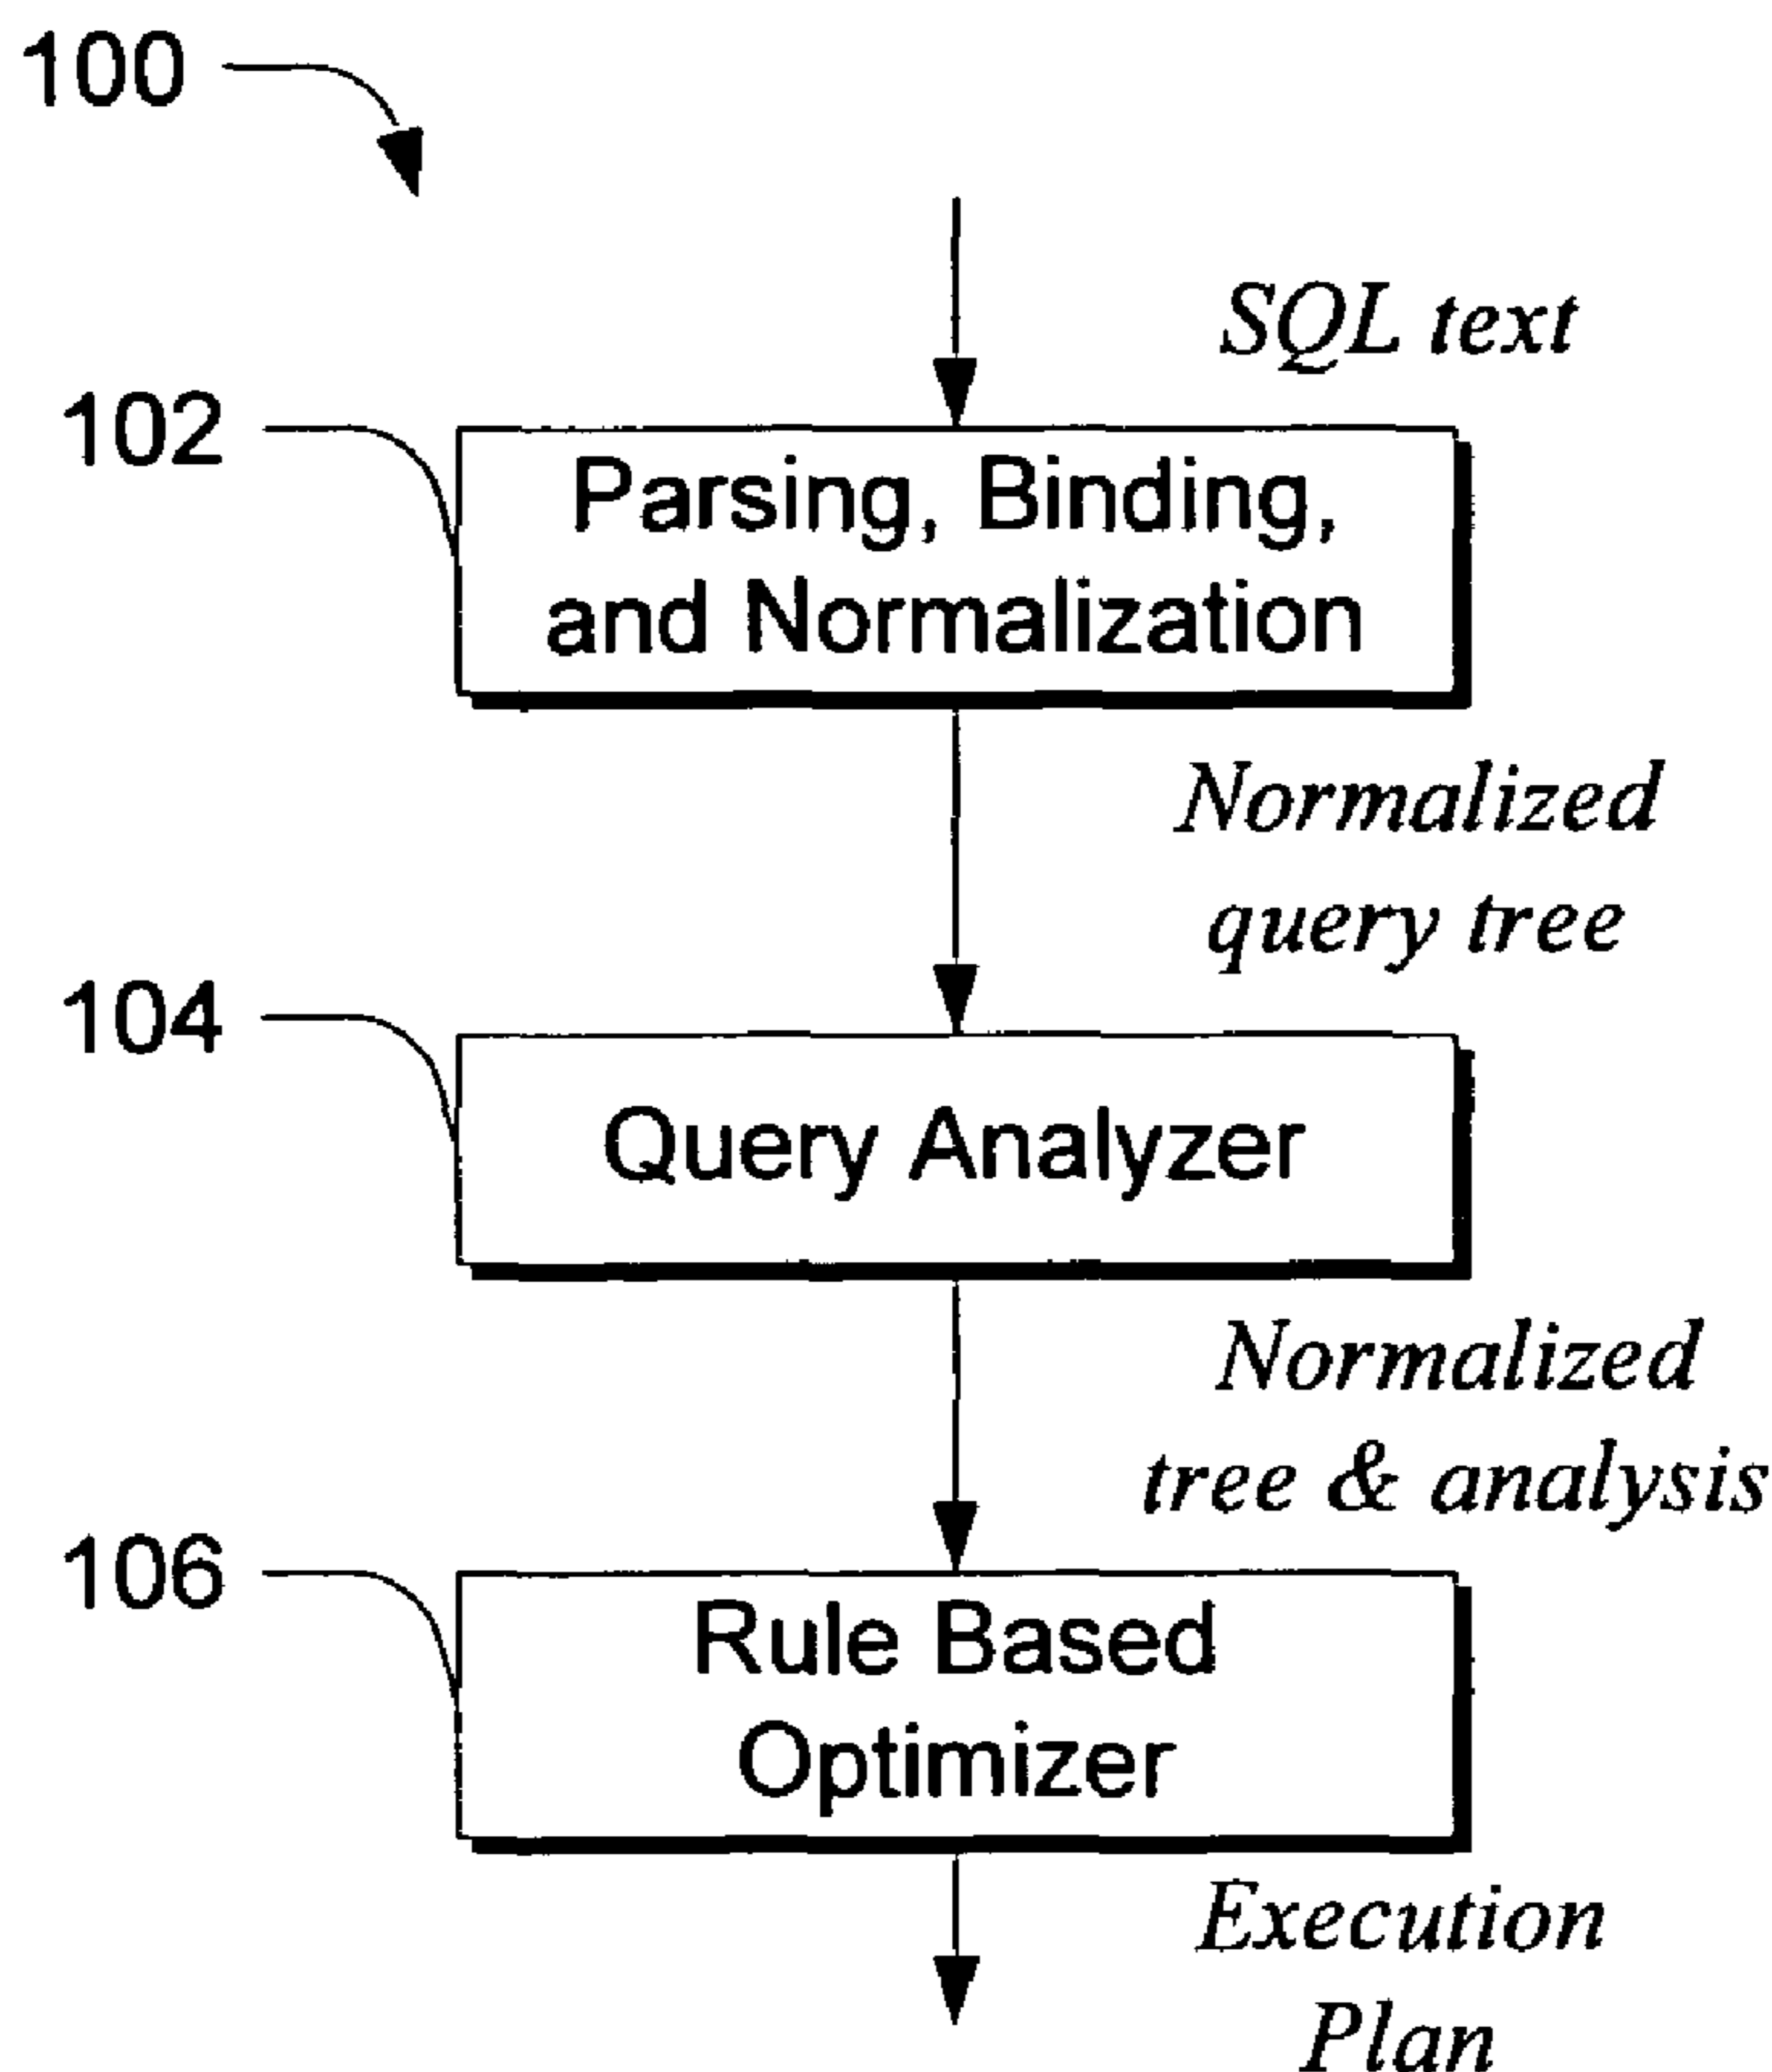 100
SQL text
102
Parsing, Binding,
and Normalization
Normalized
query tree
104
Query Analyzer
Normalized
tree & analysis
106
Rule Based
Optimizer
Execution
Plan